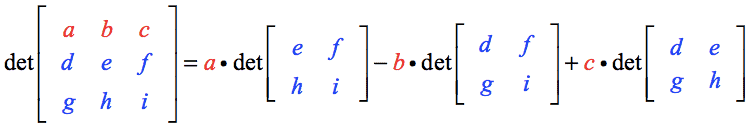 det[ a b c ; d e f ; g h i ] = a • det[ e f ; h i ] − b • det[ d f ; g i ] + c • det[ d e ; g h ]